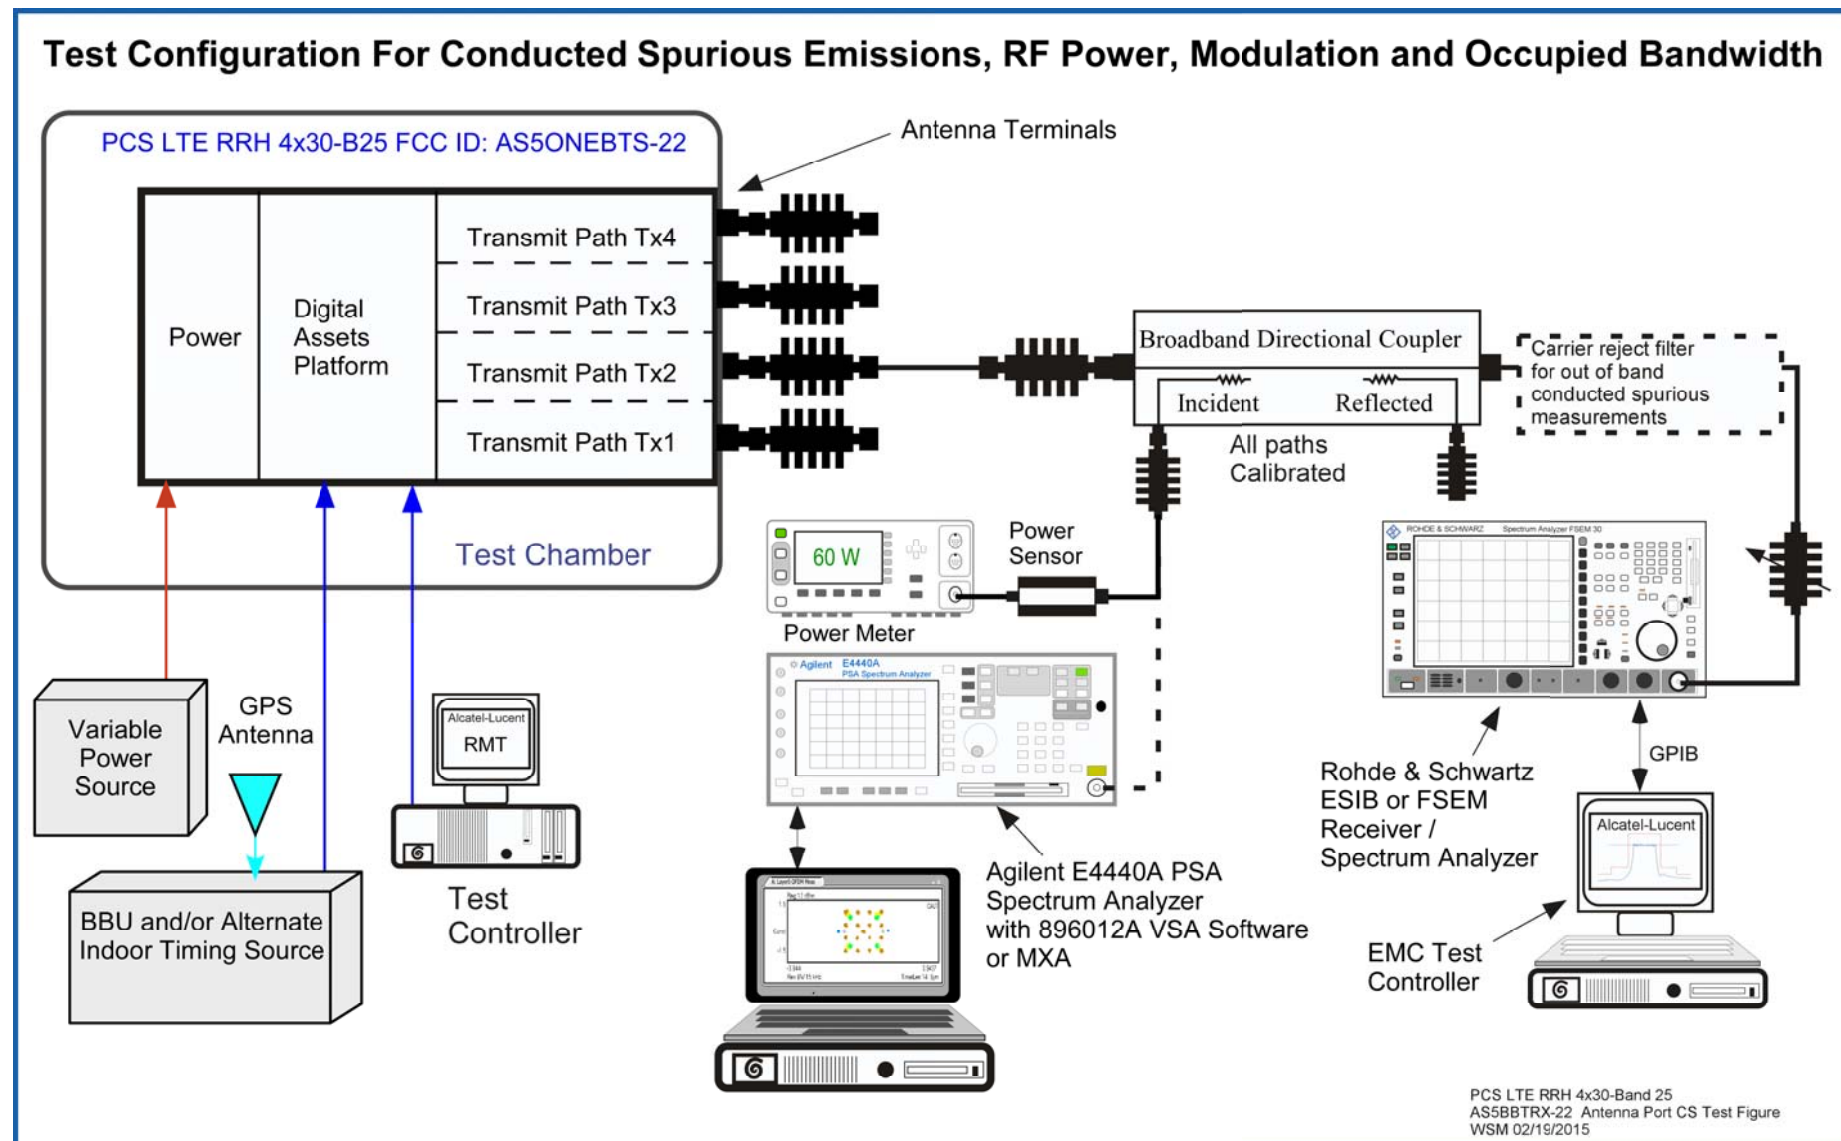 Test Configuration For Conducted Spurious Emissions, RF Power, Modulation and Occupied Bandwidth
PCS LTE RRH 4x30-B25 FCC ID: AS5ONEBTS-22
Antenna Terminals
Power
Digital
Assets
Platform
Transmit Path Tx4
Transmit Path Tx3
Transmit Path Tx2
Transmit Path Tx1
Test Chamber
Broadband Directional Coupler
Incident
Reflected
All paths
Calibrated
Carrier reject filter
for out of band
conducted spurious
measurements
60 W
Power Meter
Power
Sensor
ROHDE & SCHWARZ
Spectrum Analyzer FSEM 30
Agilent
E4440A
PSA Spectrum Analyzer
Variable
Power
Source
GPS
Antenna
Alcatel-Lucent
RMT
Test
Controller
BBU and/or Alternate
Indoor Timing Source
Agilent E4440A PSA
Spectrum Analyzer
with 896012A VSA Software
or MXA
Rohde & Schwartz
ESIB or FSEM
Receiver /
Spectrum Analyzer
GPIB
Alcatel-Lucent
EMC Test
Controller
PCS LTE RRH 4x30-Band 25
AS5BBTRX-22 Antenna Port CS Test Figure
WSM 02/19/2015